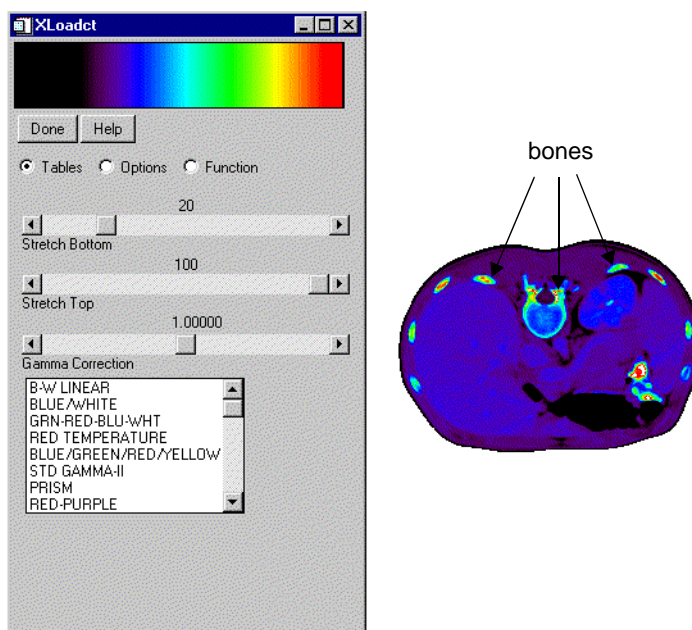 XLoadct
Done Help
Tables Options Function
20
Stretch Bottom
100
Stretch Top
1.00000
Gamma Correction
B-W LINEAR
BLUE/WHITE
GRN-RED-BLU-WHT
RED TEMPERATURE
BLUE/GREEN/RED/YELLOW
STD GAMMA-II
PRISM
RED-PURPLE
bones